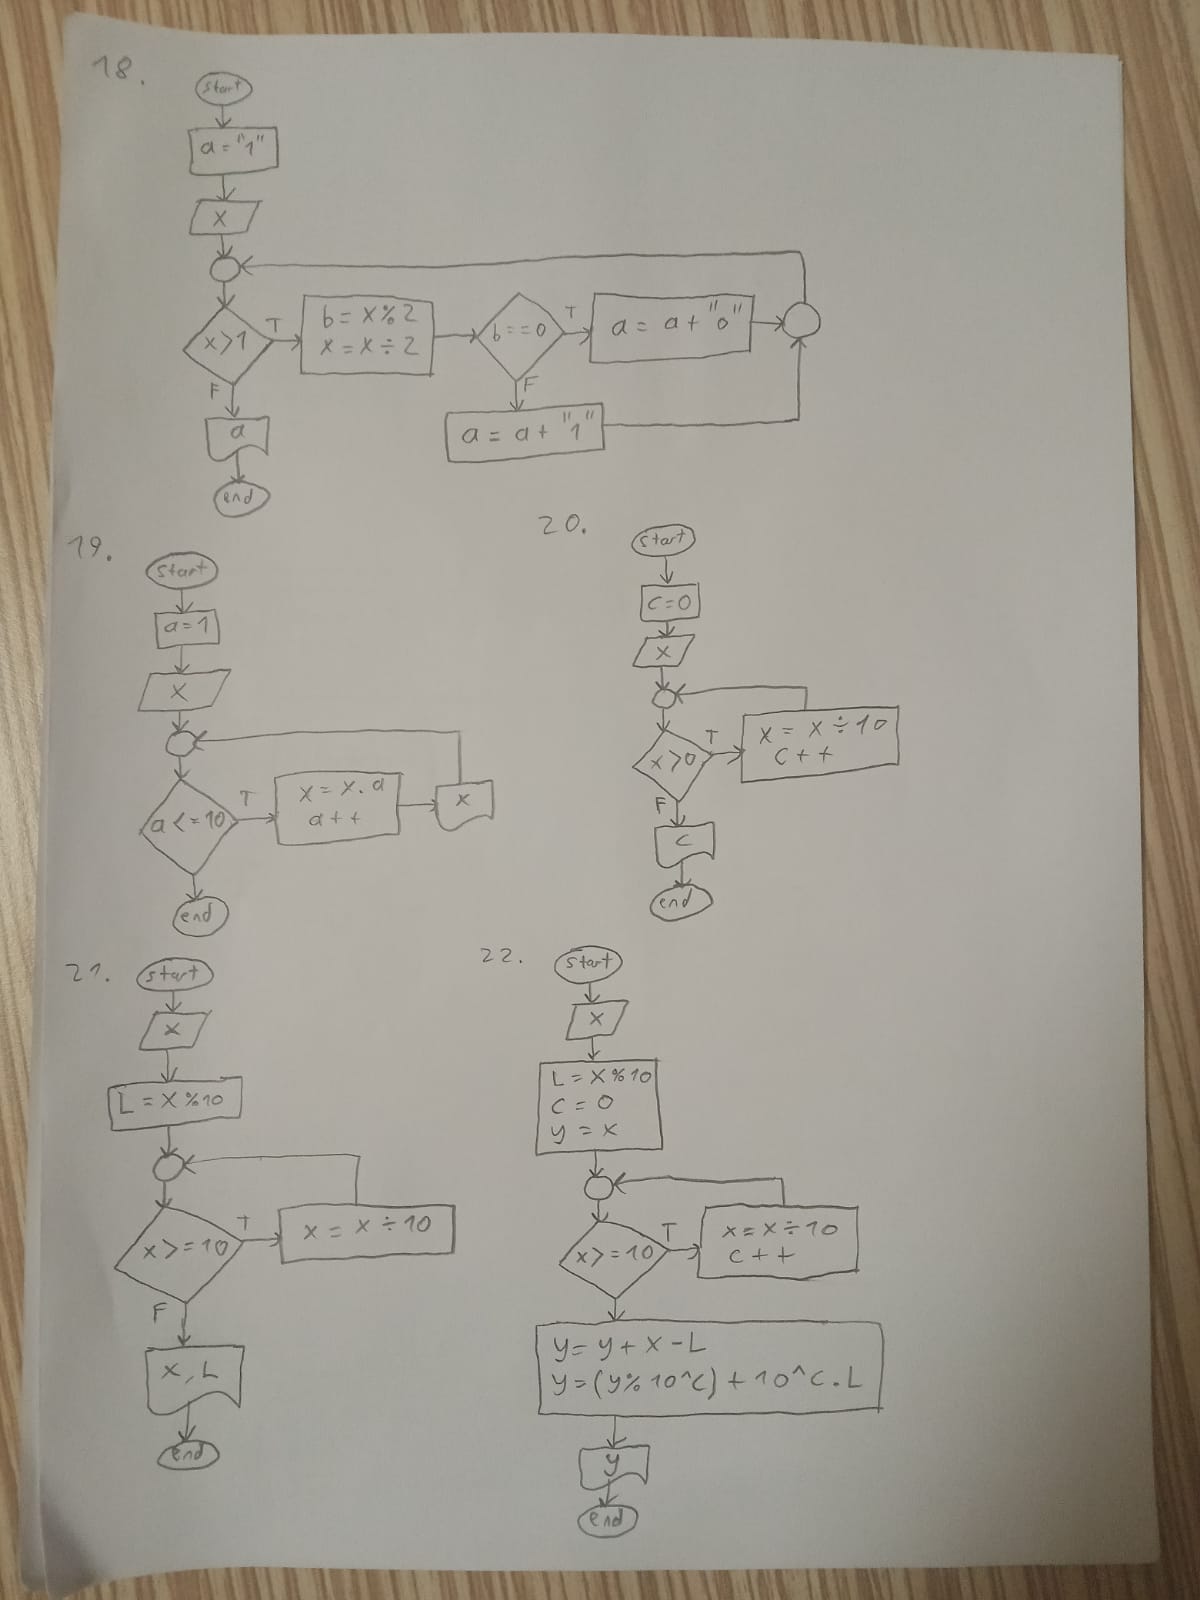 18.
start
a = "1"
x
x>1
T
b = x%2
x = x÷2
b==0
T
a = a + "0"
F
a = a + "1"
F
a
end
19.
start
a=1
x
a<=10
T
x = x.a
a++
x
end
20.
start
c=0
x
x>0
T
x = x÷10
c++
F
c
end
21.
start
x
L = x%10
x>=10
T
x = x÷10
F
x, L
end
22.
start
x
L = x%10
c = 0
y = x
x>=10
T
x=x÷10
c++
y= y+x-L
y=(y%10^c)+10^c.L
y
end